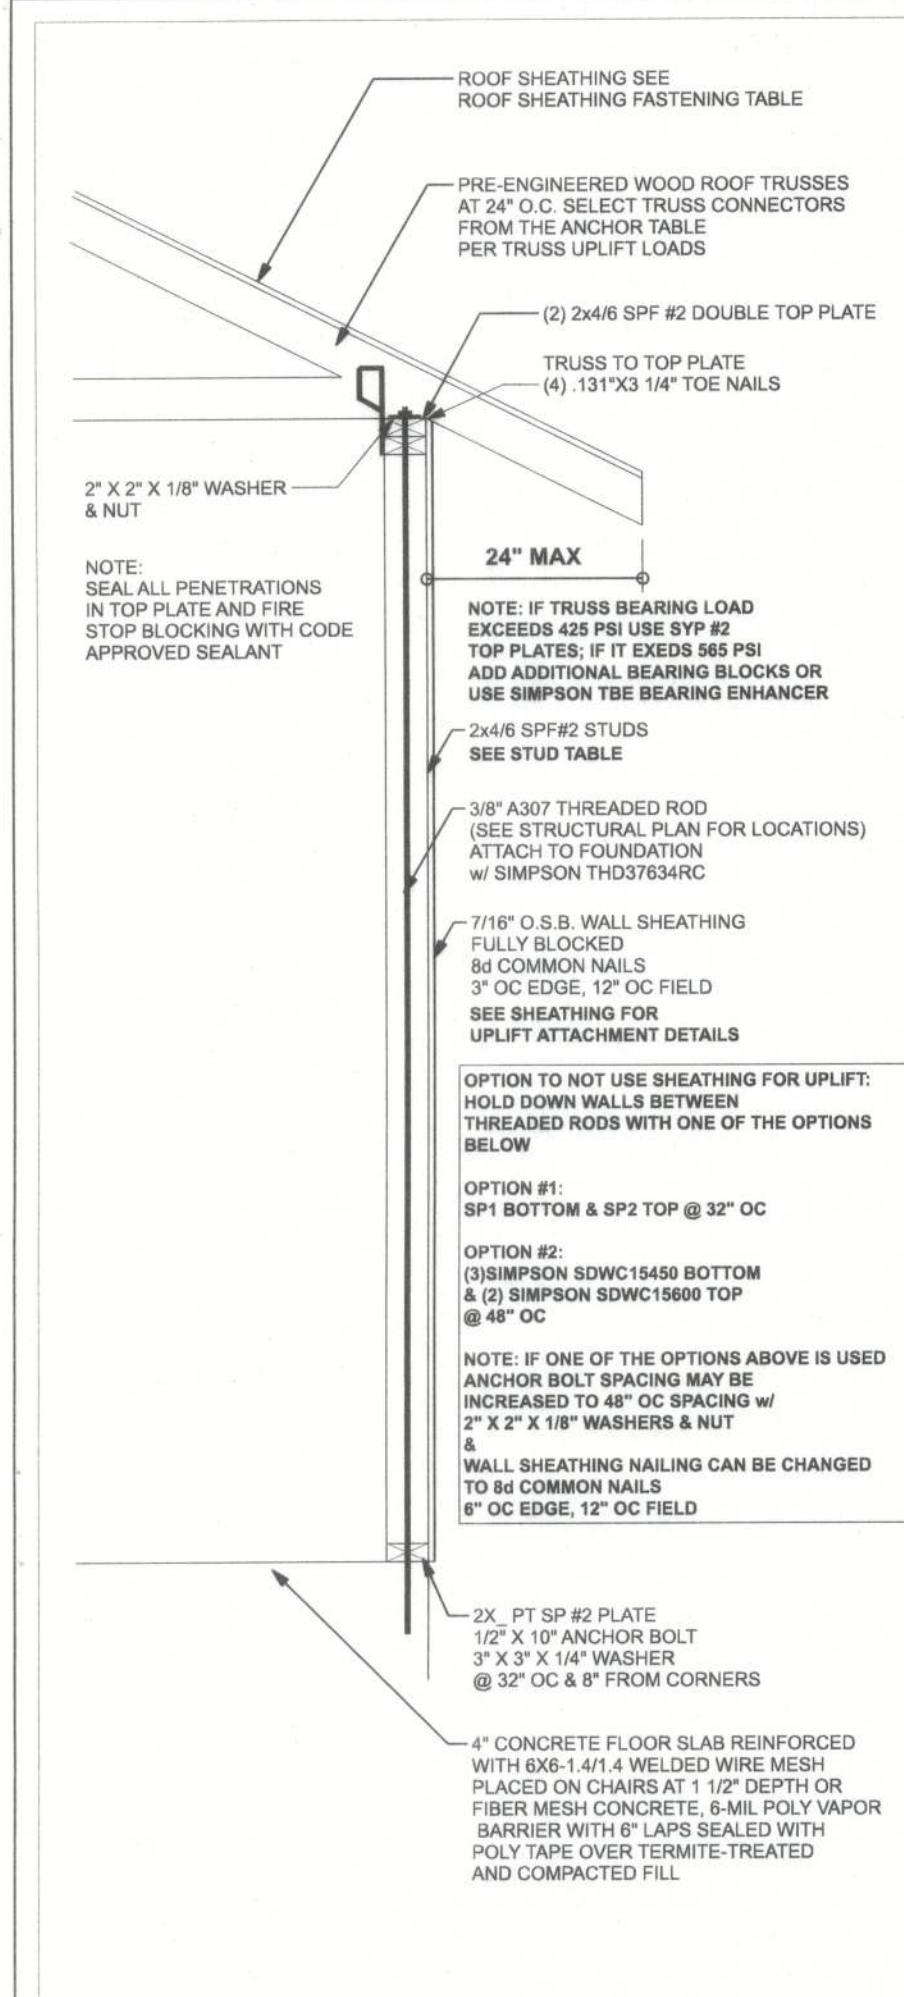 ROOF SHEATHING SEE
ROOF SHEATHING FASTENING TABLE
PRE-ENGINEERED WOOD ROOF TRUSSES
AT 24" O.C. SELECT TRUSS CONNECTORS
FROM THE ANCHOR TABLE
PER TRUSS UPLIFT LOADS
(2) 2x4/6 SPF #2 DOUBLE TOP PLATE
TRUSS TO TOP PLATE
(4) .131"X3 1/4" TOE NAILS
2" X 2" X 1/8" WASHER
& NUT
NOTE:
SEAL ALL PENETRATIONS
IN TOP PLATE AND FIRE
STOP BLOCKING WITH CODE
APPROVED SEALANT
24" MAX
NOTE: IF TRUSS BEARING LOAD
EXCEEDS 425 PSI USE SYP #2
TOP PLATES; IF IT EXEDS 565 PSI
ADD ADDITIONAL BEARING BLOCKS OR
USE SIMPSON TBE BEARING ENHANCER
2x4/6 SPF#2 STUDS
SEE STUD TABLE
3/8" A307 THREADED ROD
(SEE STRUCTURAL PLAN FOR LOCATIONS)
ATTACH TO FOUNDATION
w/ SIMPSON THD37634RC
7/16" O.S.B. WALL SHEATHING
FULLY BLOCKED
8d COMMON NAILS
3" OC EDGE, 12" OC FIELD
SEE SHEATHING FOR
UPLIFT ATTACHMENT DETAILS
OPTION TO NOT USE SHEATHING FOR UPLIFT:
HOLD DOWN WALLS BETWEEN
THREADED RODS WITH ONE OF THE OPTIONS
BELOW
OPTION #1:
SP1 BOTTOM & SP2 TOP @ 32" OC
OPTION #2:
(3)SIMPSON SDWC15450 BOTTOM
& (2) SIMPSON SDWC15600 TOP
@ 48" OC
NOTE: IF ONE OF THE OPTIONS ABOVE IS USED
ANCHOR BOLT SPACING MAY BE
INCREASED TO 48" OC SPACING w/
2" X 2" X 1/8" WASHERS & NUT
&
WALL SHEATHING NAILING CAN BE CHANGED
TO 8d COMMON NAILS
6" OC EDGE, 12" OC FIELD
2X_ PT SP #2 PLATE
1/2" X 10" ANCHOR BOLT
3" X 3" X 1/4" WASHER
@ 32" OC & 8" FROM CORNERS
4" CONCRETE FLOOR SLAB REINFORCED
WITH 6X6-1.4/1.4 WELDED WIRE MESH
PLACED ON CHAIRS AT 1 1/2" DEPTH OR
FIBER MESH CONCRETE, 6-MIL POLY VAPOR
BARRIER WITH 6" LAPS SEALED WITH
POLY TAPE OVER TERMITE-TREATED
AND COMPACTED FILL